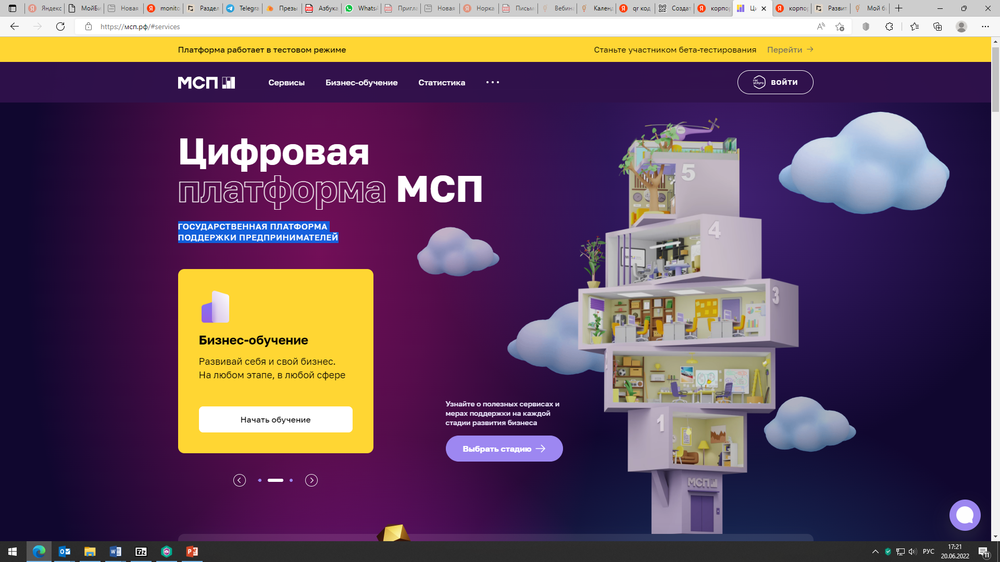 Яндекс
МойБи
Новая
monito
Раздел
Telegra
Презы
Азбука
WhatsA
Пригла
Новая
Норка
Письм
Вебина
Календ
qr код
Создат
корпор
Ци
корпор
Развит
Мой б
https://мсп.рф/#services
Платформа работает в тестовом режиме
Станьте участником бета-тестирования
Перейти →
МСП
Сервисы
Бизнес-обучение
Статистика
госуслуги
ВОЙТИ
Цифровая
платформа МСП
ГОСУДАРСТВЕННАЯ ПЛАТФОРМА
ПОДДЕРЖКИ ПРЕДПРИНИМАТЕЛЕЙ
5
4
МСП
3
1
МСП
Бизнес-обучение
Развивай себя и свой бизнес.
На любом этапе, в любой сфере
Начать обучение
Узнайте о полезных сервисах и
мерах поддержки на каждой
стадии развития бизнеса
Выбрать стадию →
РУС
17:21
20.06.2022
11